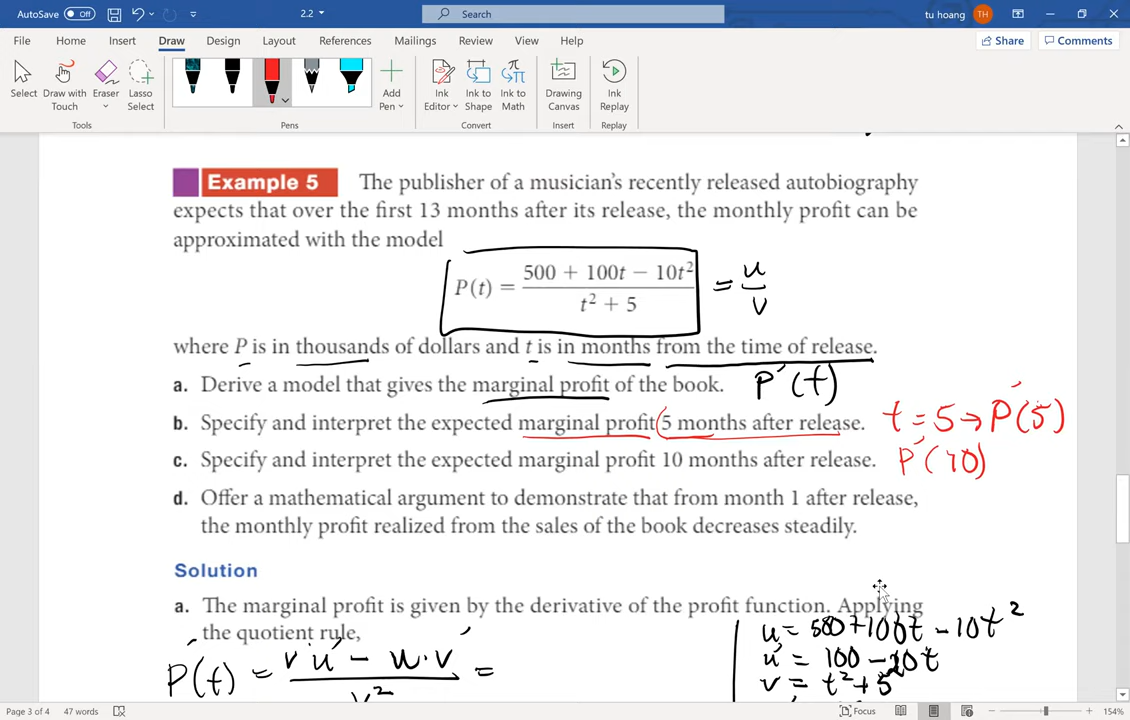 AutoSave Off 2.2 Search tu hoang TH
File Home Insert Draw Design Layout References Mailings Review View Help Share Comments
Select Draw with Touch Eraser Lasso Select Add Pen Ink Editor Ink to Shape Ink to Math Drawing Canvas Ink Replay
Tools Pens Convert Insert Replay
Example 5 The publisher of a musician's recently released autobiography
expects that over the first 13 months after its release, the monthly profit can be
approximated with the model
P(t) = (500 + 100t − 10t²)/(t² + 5) = u/v
where P is in thousands of dollars and t is in months from the time of release.
a. Derive a model that gives the marginal profit of the book. P'(t)
b. Specify and interpret the expected marginal profit (5 months after release. t = 5 → P'(5)
c. Specify and interpret the expected marginal profit 10 months after release. P'(10)
d. Offer a mathematical argument to demonstrate that from month 1 after release,
the monthly profit realized from the sales of the book decreases steadily.
Solution
a. The marginal profit is given by the derivative of the profit function. Applying
the quotient rule,
u = 500+100t −10t²
u' = 100 −20t
P'(t) = (v u' − u·v')/v² =
v = t²+5
Page 3 of 4 47 words Focus 154%